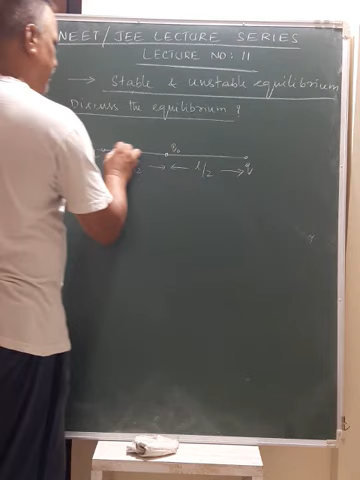 NEET/JEE LECTURE SERIES
LECTURE NO: 11
→ Stable & unstable equilibrium
Discuss the equilibrium?
q₀
← l/2 → q